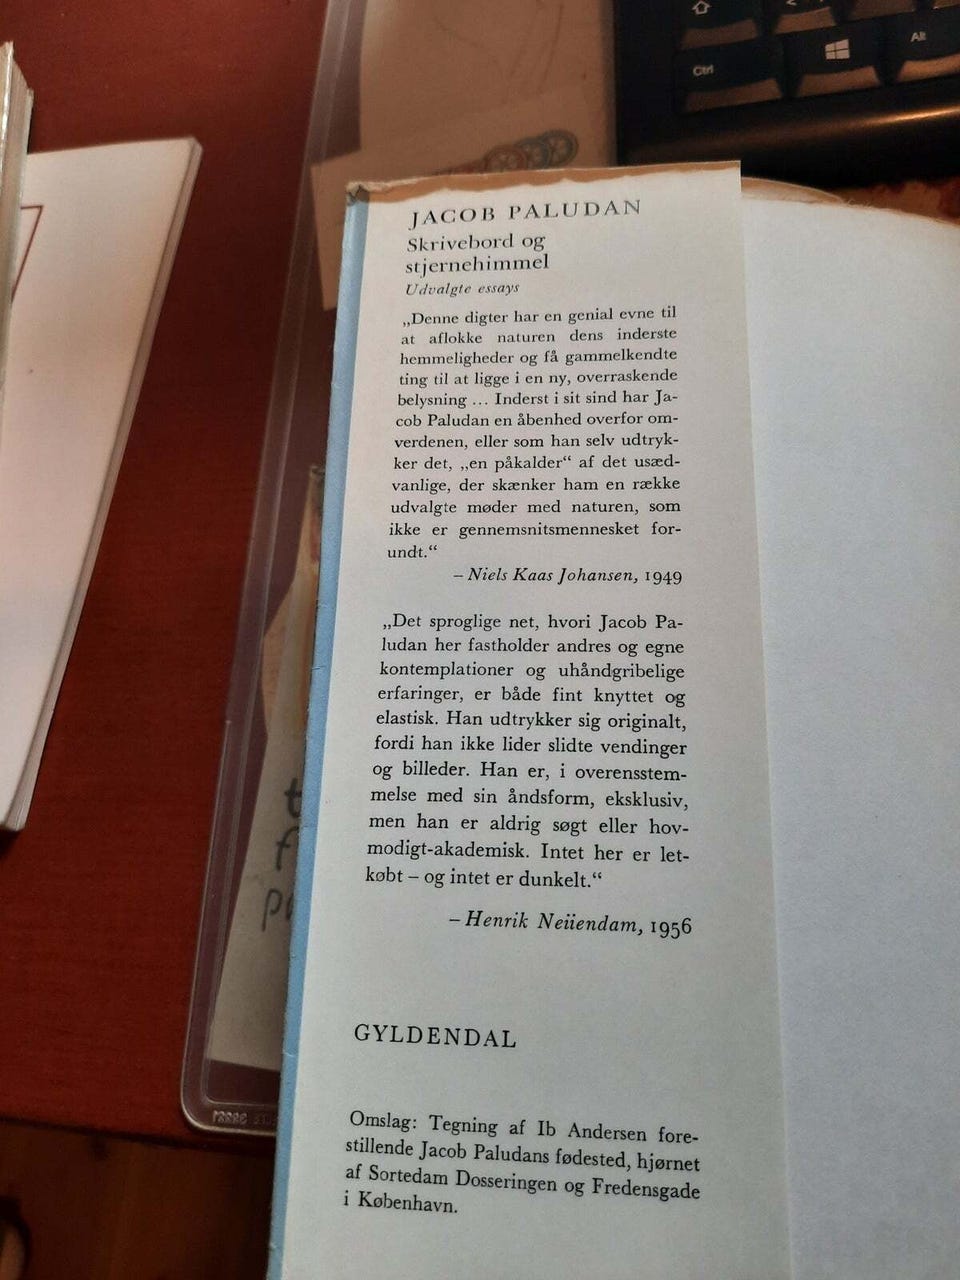 JACOB PALUDAN
Skrivebord og
stjernehimmel
Udvalgte essays
„Denne digter har en genial evne til
at aflokke naturen dens inderste
hemmeligheder og få gammelkendte
ting til at ligge i en ny, overraskende
belysning ... Inderst i sit sind har Ja-
cob Paludan en åbenhed overfor om-
verdenen, eller som han selv udtryk-
ker det, „en påkalder“ af det usæd-
vanlige, der skænker ham en række
udvalgte møder med naturen, som
ikke er gennemsnitsmennesket for-
undt.“
– Niels Kaas Johansen, 1949
„Det sproglige net, hvori Jacob Pa-
ludan her fastholder andres og egne
kontemplationer og uhåndgribelige
erfaringer, er både fint knyttet og
elastisk. Han udtrykker sig originalt,
fordi han ikke lider slidte vendinger
og billeder. Han er, i overensstem-
melse med sin åndsform, eksklusiv,
men han er aldrig søgt eller hov-
modigt-akademisk. Intet her er let-
købt – og intet er dunkelt.“
– Henrik Neiiendam, 1956
GYLDENDAL
Omslag: Tegning af Ib Andersen fore-
stillende Jacob Paludans fødested, hjørnet
af Sortedam Dosseringen og Fredensgade
i København.
Ctrl
Alt